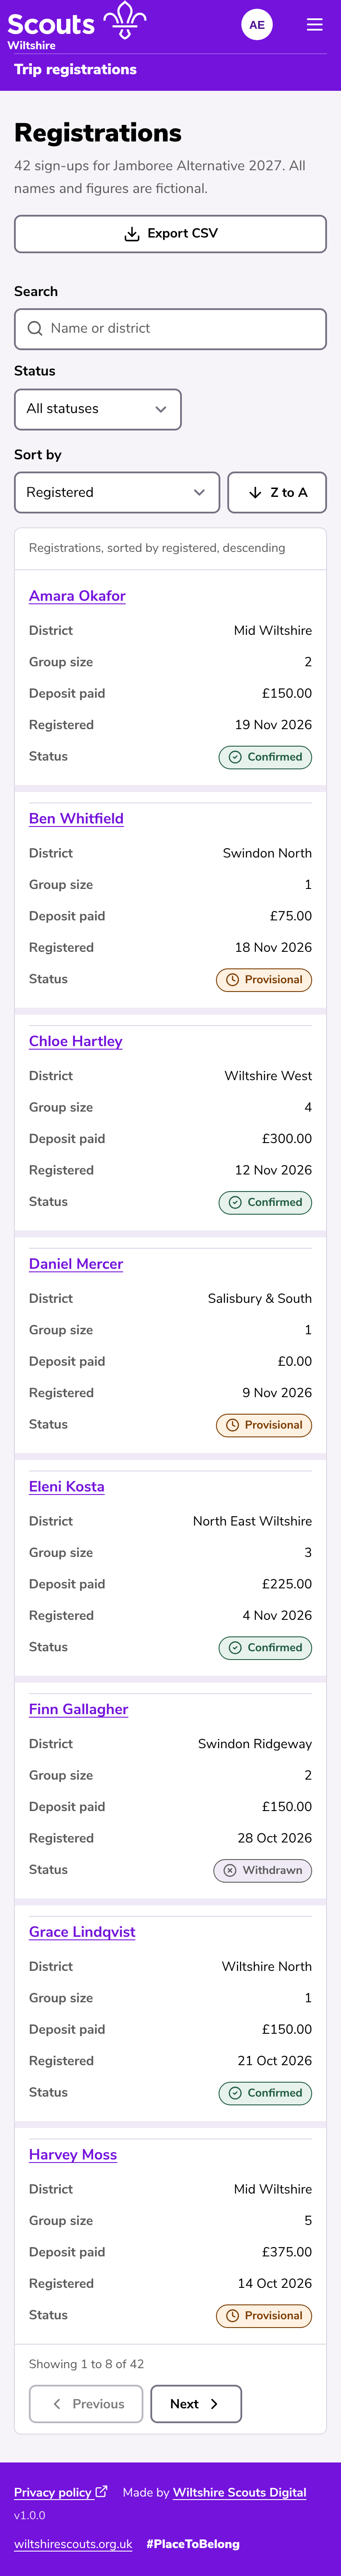 Scouts
Wiltshire
AE
Trip registrations
Registrations
42 sign-ups for Jamboree Alternative 2027. All
names and figures are fictional.
Export CSV
Search
Name or district
Status
All statuses
Sort by
Registered
Z to A
Registrations, sorted by registered, descending
Amara Okafor
District Mid Wiltshire
Group size 2
Deposit paid £150.00
Registered 19 Nov 2026
Status Confirmed
Ben Whitfield
District Swindon North
Group size 1
Deposit paid £75.00
Registered 18 Nov 2026
Status Provisional
Chloe Hartley
District Wiltshire West
Group size 4
Deposit paid £300.00
Registered 12 Nov 2026
Status Confirmed
Daniel Mercer
District Salisbury & South
Group size 1
Deposit paid £0.00
Registered 9 Nov 2026
Status Provisional
Eleni Kosta
District North East Wiltshire
Group size 3
Deposit paid £225.00
Registered 4 Nov 2026
Status Confirmed
Finn Gallagher
District Swindon Ridgeway
Group size 2
Deposit paid £150.00
Registered 28 Oct 2026
Status Withdrawn
Grace Lindqvist
District Wiltshire North
Group size 1
Deposit paid £150.00
Registered 21 Oct 2026
Status Confirmed
Harvey Moss
District Mid Wiltshire
Group size 5
Deposit paid £375.00
Registered 14 Oct 2026
Status Provisional
Showing 1 to 8 of 42
Previous Next
Privacy policy Made by Wiltshire Scouts Digital
v1.0.0
wiltshirescouts.org.uk #PlaceToBelong